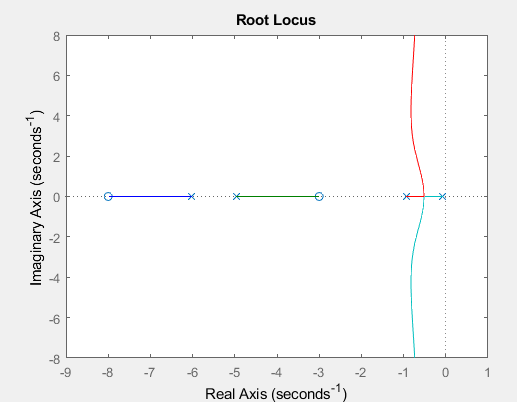 Root Locus
8
6
4
2
0
-2
-4
-6
-8
Imaginary Axis (seconds⁻¹)
-9 -8 -7 -6 -5 -4 -3 -2 -1 0 1
Real Axis (seconds⁻¹)